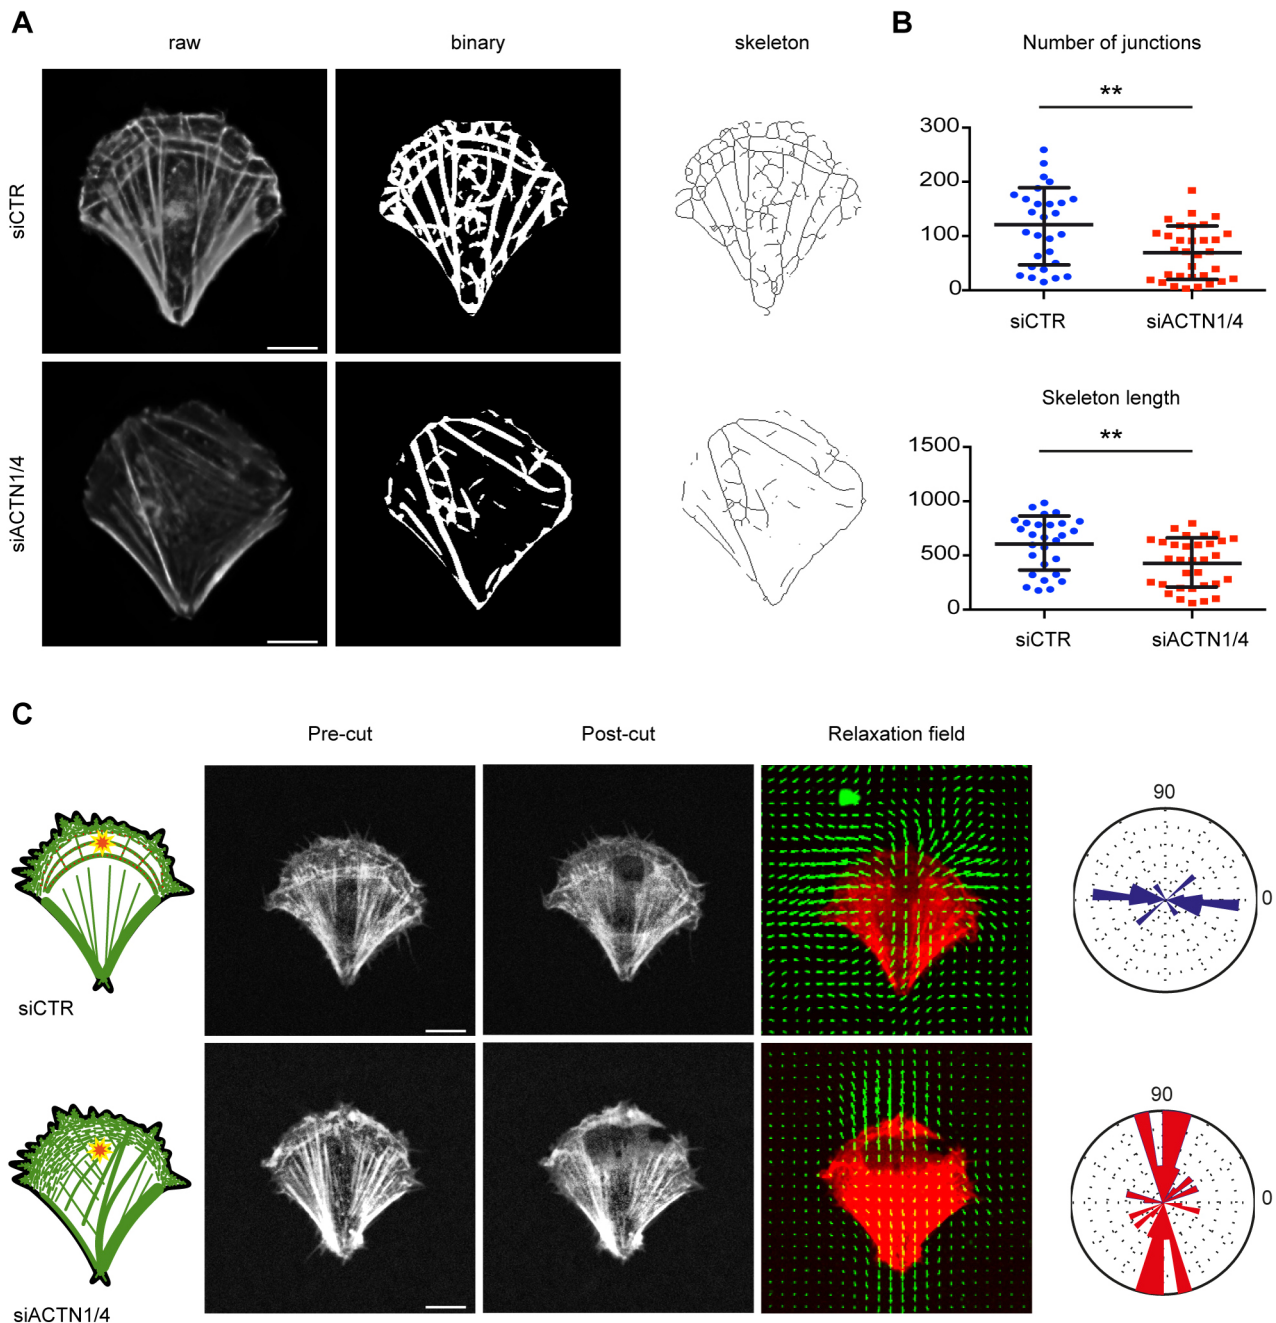 A
raw
binary
skeleton
siCTR
siACTN1/4
B
Number of junctions
**
300
200
100
0
siCTR
siACTN1/4
Skeleton length
**
1500
1000
500
0
siCTR
siACTN1/4
C
Pre-cut
Post-cut
Relaxation field
90
0
siCTR
90
0
siACTN1/4